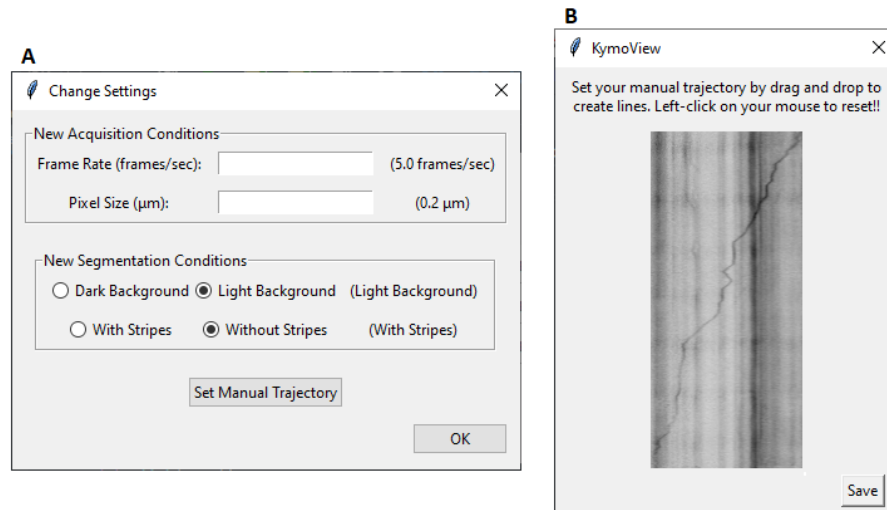 A
Change Settings
New Acquisition Conditions
Frame Rate (frames/sec): (5.0 frames/sec)
Pixel Size (µm): (0.2 µm)
New Segmentation Conditions
Dark Background Light Background (Light Background)
With Stripes Without Stripes (With Stripes)
Set Manual Trajectory
OK
B
KymoView
Set your manual trajectory by drag and drop to
create lines. Left-click on your mouse to reset!!
Save